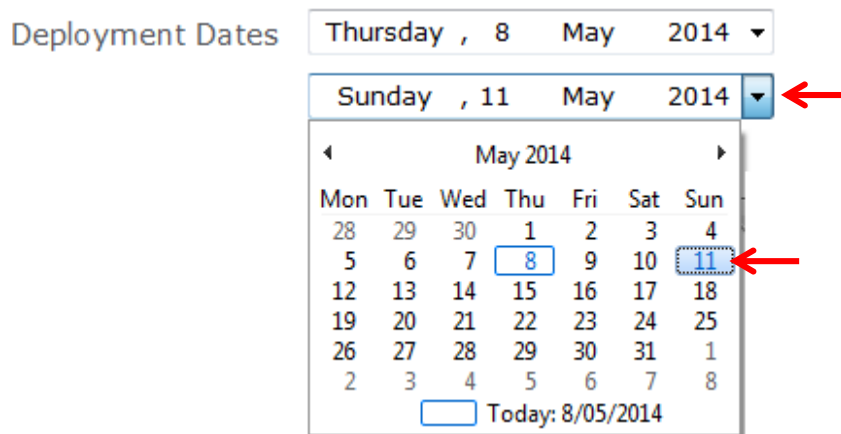 Deployment Dates Thursday , 8 May 2014
Sunday , 11 May 2014
May 2014
Mon Tue Wed Thu Fri Sat Sun
28 29 30 1 2 3 4
5 6 7 8 9 10 11
12 13 14 15 16 17 18
19 20 21 22 23 24 25
26 27 28 29 30 31 1
2 3 4 5 6 7 8
Today: 8/05/2014